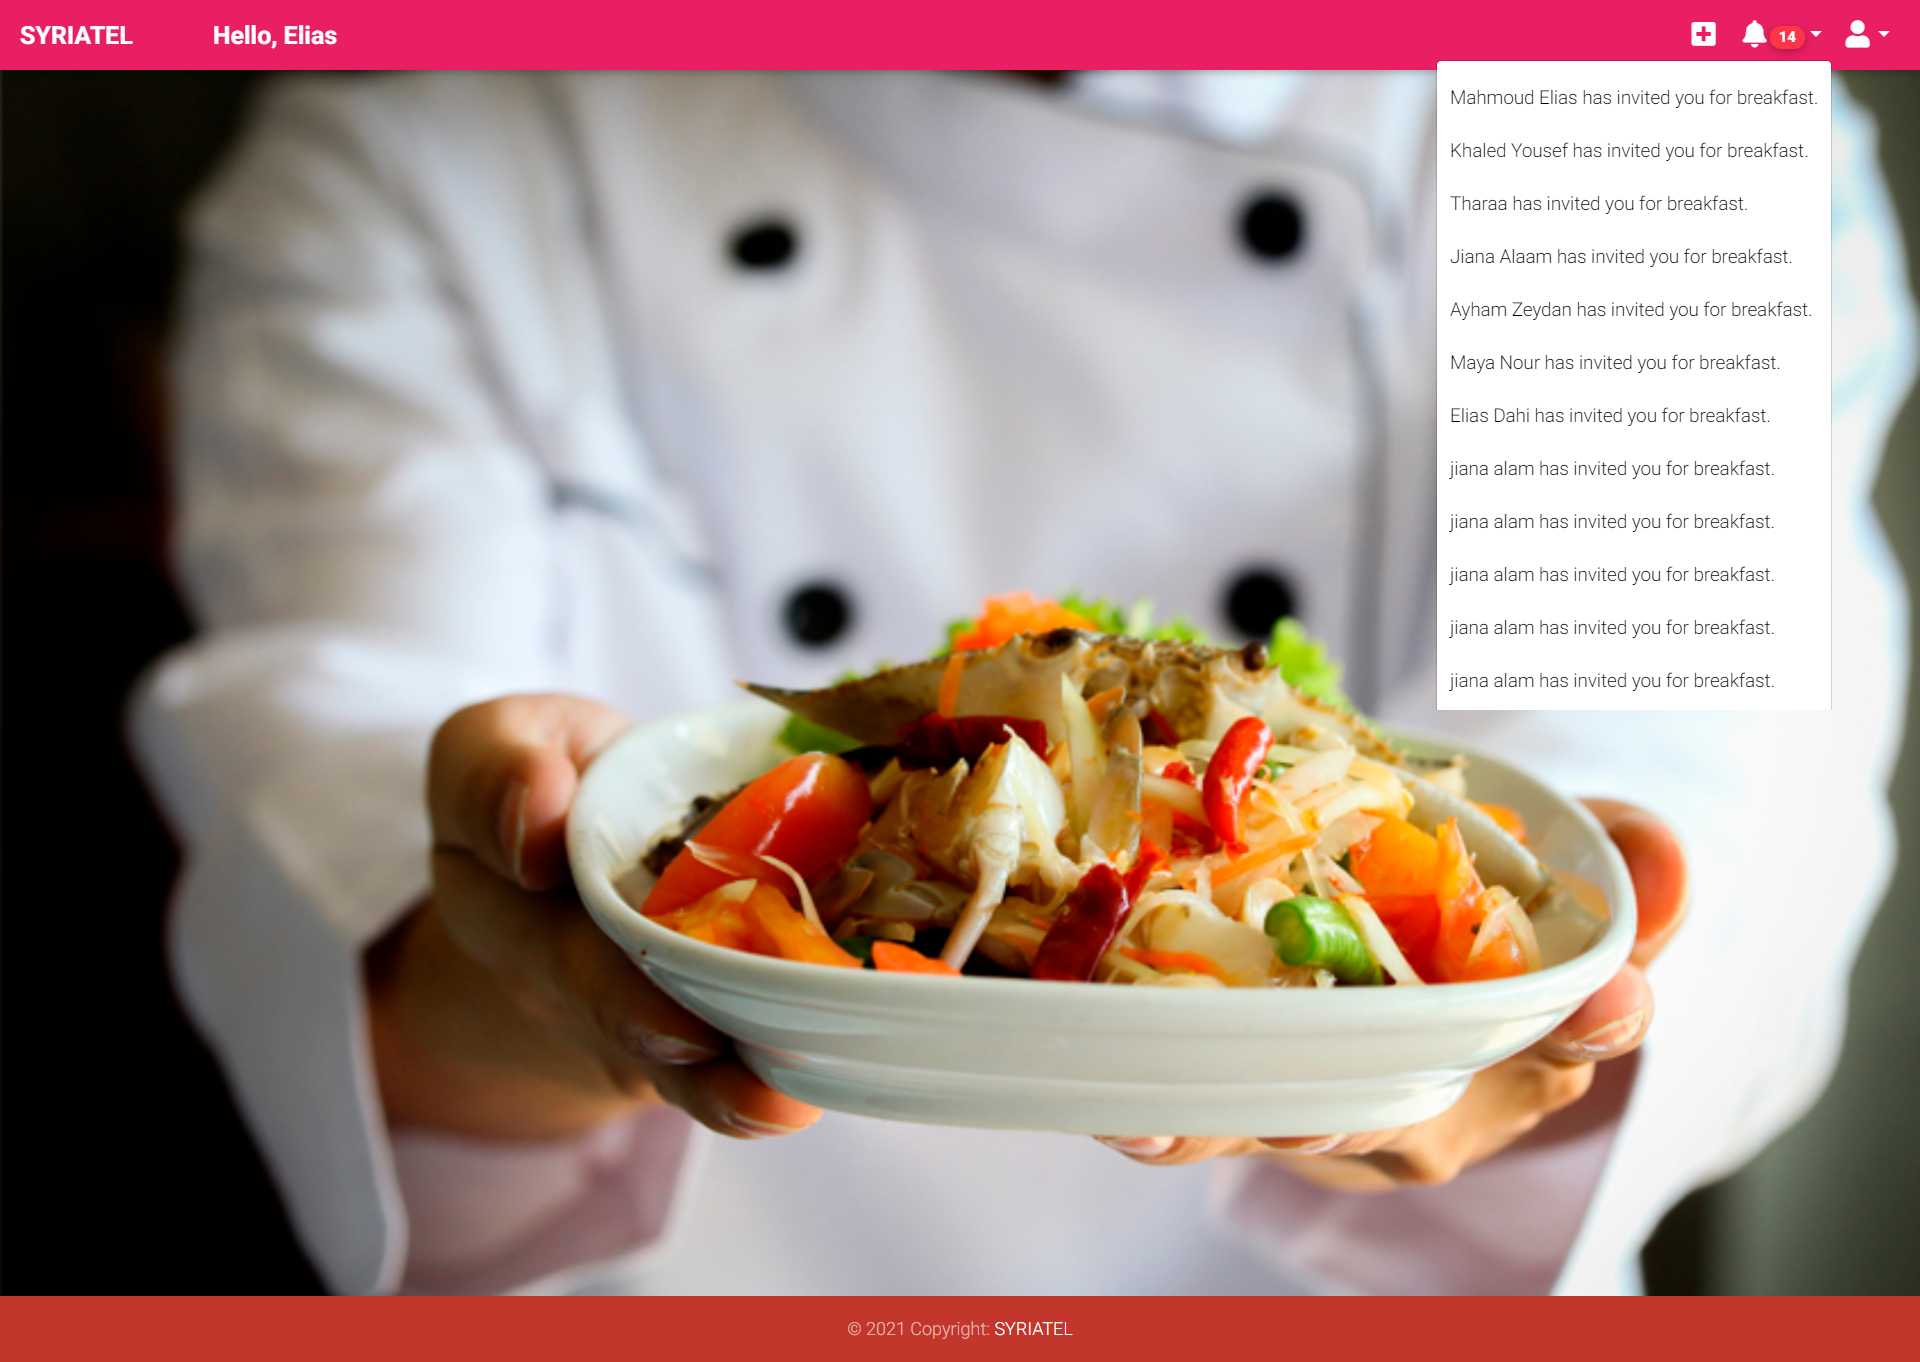 SYRIATEL Hello, Elias 14
Mahmoud Elias has invited you for breakfast.
Khaled Yousef has invited you for breakfast.
Tharaa has invited you for breakfast.
Jiana Alaam has invited you for breakfast.
Ayham Zeydan has invited you for breakfast.
Maya Nour has invited you for breakfast.
Elias Dahi has invited you for breakfast.
jiana alam has invited you for breakfast.
jiana alam has invited you for breakfast.
jiana alam has invited you for breakfast.
jiana alam has invited you for breakfast.
jiana alam has invited you for breakfast.
© 2021 Copyright: SYRIATEL